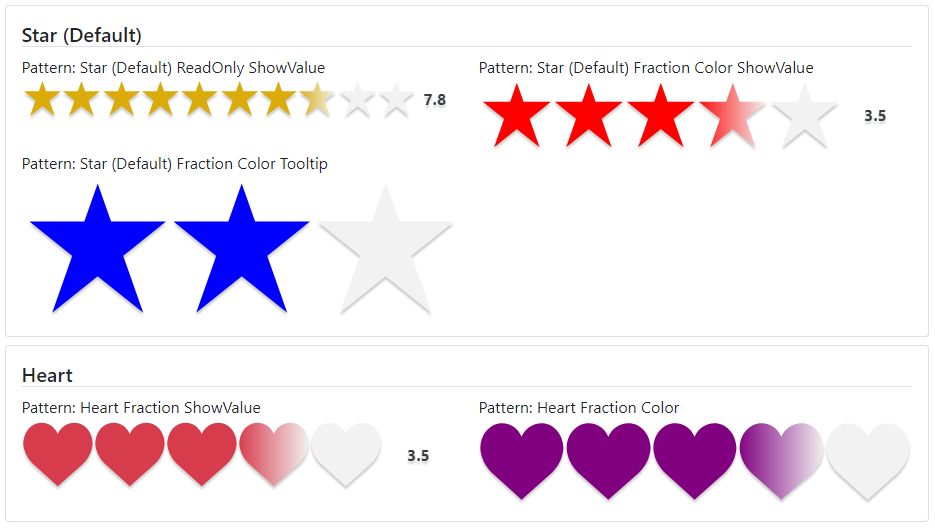 Star (Default)
Pattern: Star (Default) ReadOnly ShowValue
7.8
Pattern: Star (Default) Fraction Color ShowValue
3.5
Pattern: Star (Default) Fraction Color Tooltip
Heart
Pattern: Heart Fraction ShowValue
3.5
Pattern: Heart Fraction Color